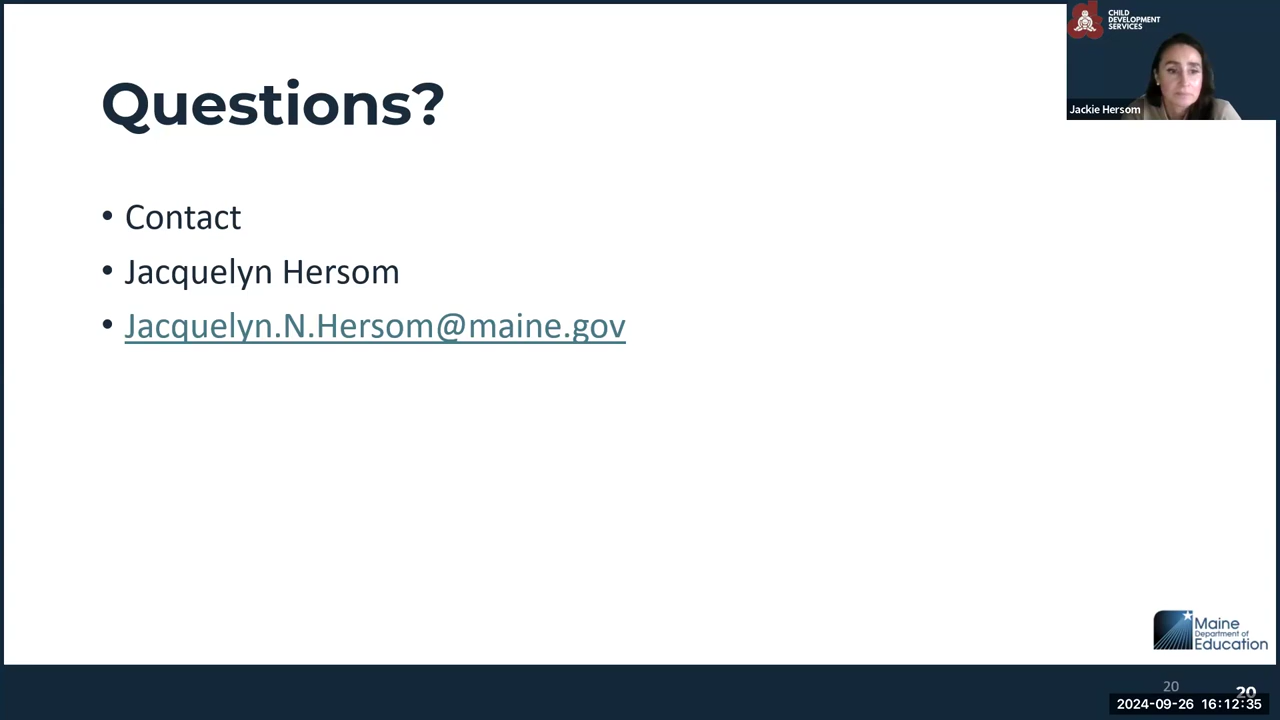 CHILD
DEVELOPMENT
SERVICES
Jackie Hersom
Questions?
• Contact
• Jacquelyn Hersom
• Jacquelyn.N.Hersom@maine.gov
Maine
Department of
Education
20
20
2024-09-26 16:12:35